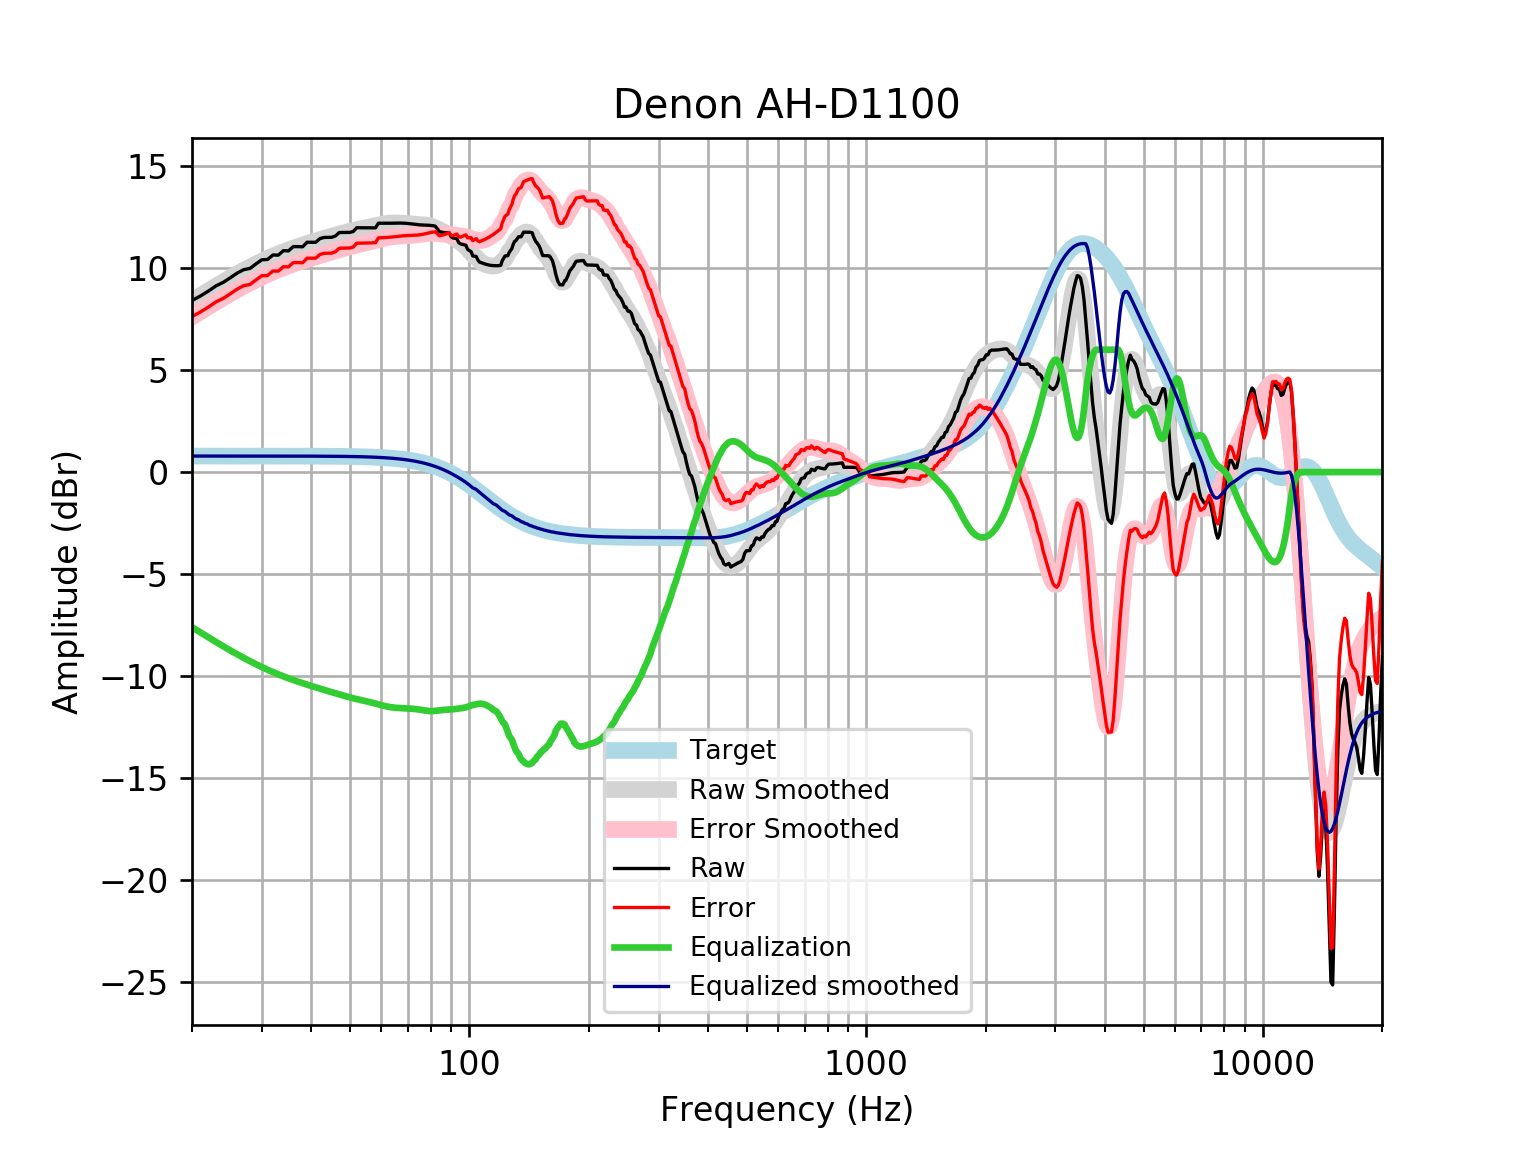 Denon AH-D1100
15
10
5
0
−5
−10
−15
−20
−25
Amplitude (dBr)
Target
Raw Smoothed
Error Smoothed
Raw
Error
Equalization
Equalized smoothed
100 1000 10000
Frequency (Hz)